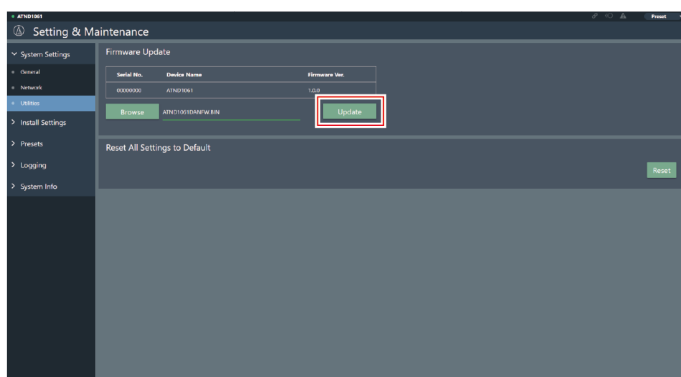 ATND1061
Preset
Setting & Maintenance
System Settings
General
Network
Utilities
Install Settings
Presets
Logging
System Info
Firmware Update
Serial No. Device Name Firmware Ver.
00000000 ATND1061 1.0.0
Browse ATND1061DANFW.BIN Update
Reset All Settings to Default
Reset